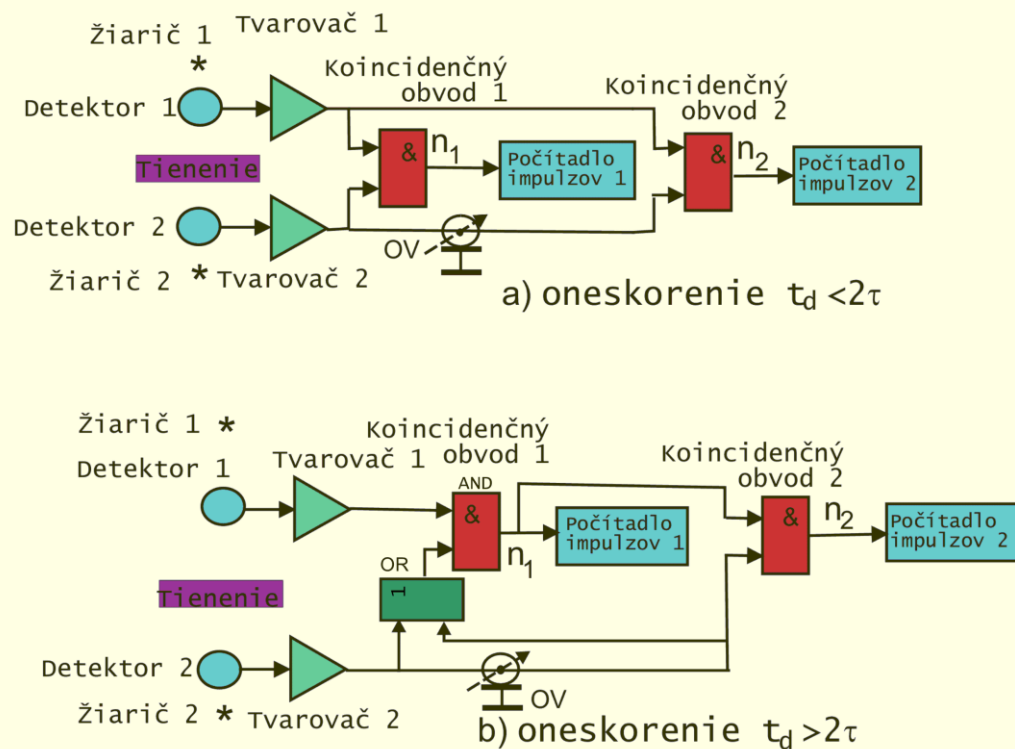 Žiarič 1
Tvarovač 1
*
Koincidenčný
obvod 1
Koincidenčný
obvod 2
Detektor 1
&
n₁
Počítadlo
impulzov 1
&
n₂
Počítadlo
impulzov 2
Tienenie
Detektor 2
OV
Žiarič 2 *
Tvarovač 2
a) oneskorenie t_d <2τ
Žiarič 1 *
Koincidenčný
obvod 1
Koincidenčný
obvod 2
Detektor 1
Tvarovač 1
AND
&
n₁
Počítadlo
impulzov 1
&
n₂
Počítadlo
impulzov 2
OR
1
Tienenie
Detektor 2
OV
Žiarič 2 *
Tvarovač 2
b) oneskorenie t_d >2τ